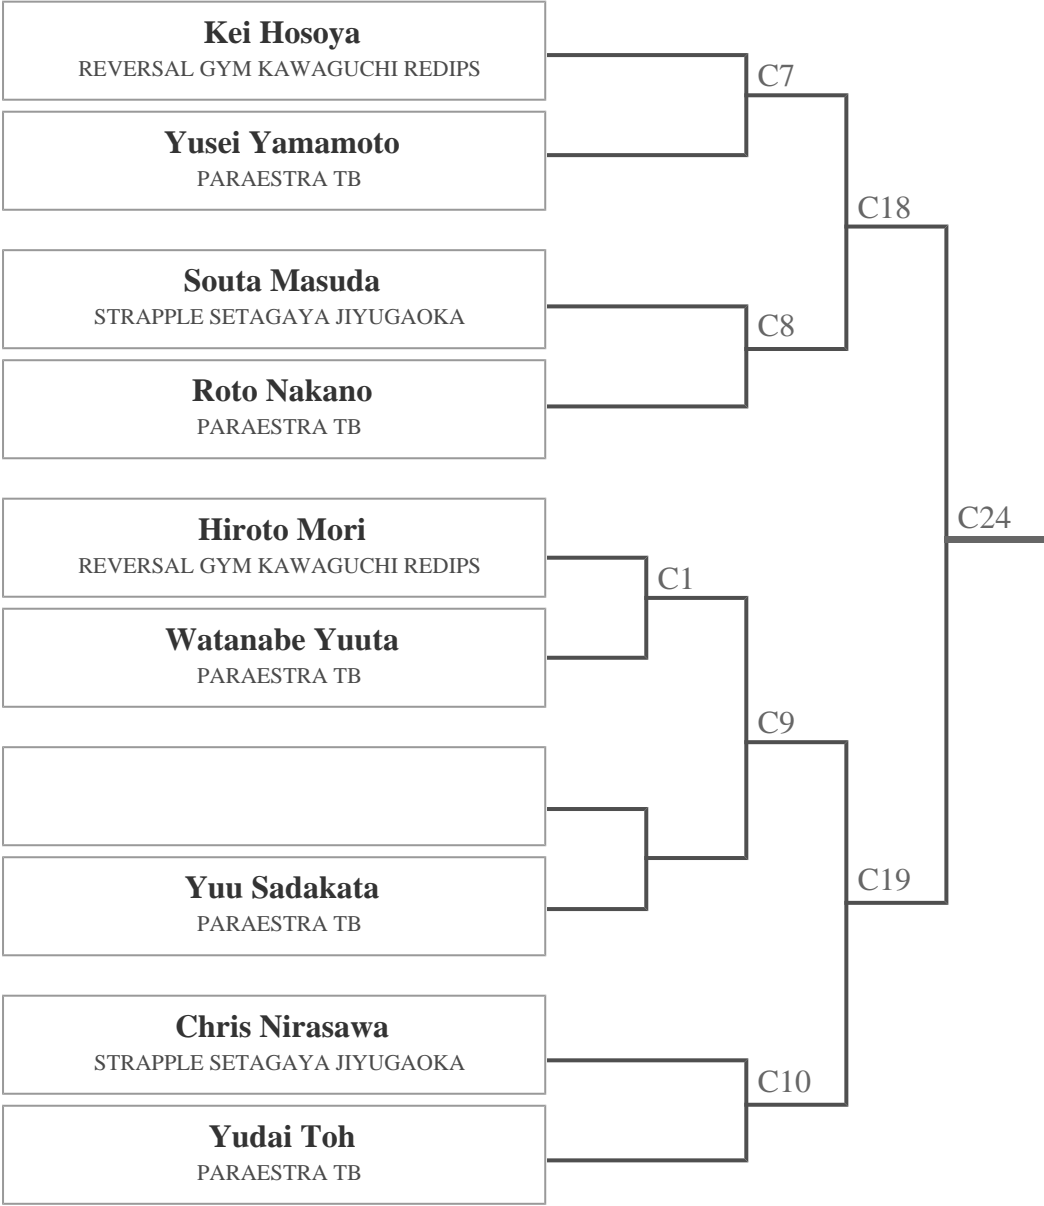 Kei Hosoya
REVERSAL GYM KAWAGUCHI REDIPS
C7
Yusei Yamamoto
PARAESTRA TB
C18
Souta Masuda
STRAPPLE SETAGAYA JIYUGAOKA
C8
Roto Nakano
PARAESTRA TB
C24
Hiroto Mori
REVERSAL GYM KAWAGUCHI REDIPS
C1
Watanabe Yuuta
PARAESTRA TB
C9
Yuu Sadakata
PARAESTRA TB
C19
Chris Nirasawa
STRAPPLE SETAGAYA JIYUGAOKA
C10
Yudai Toh
PARAESTRA TB